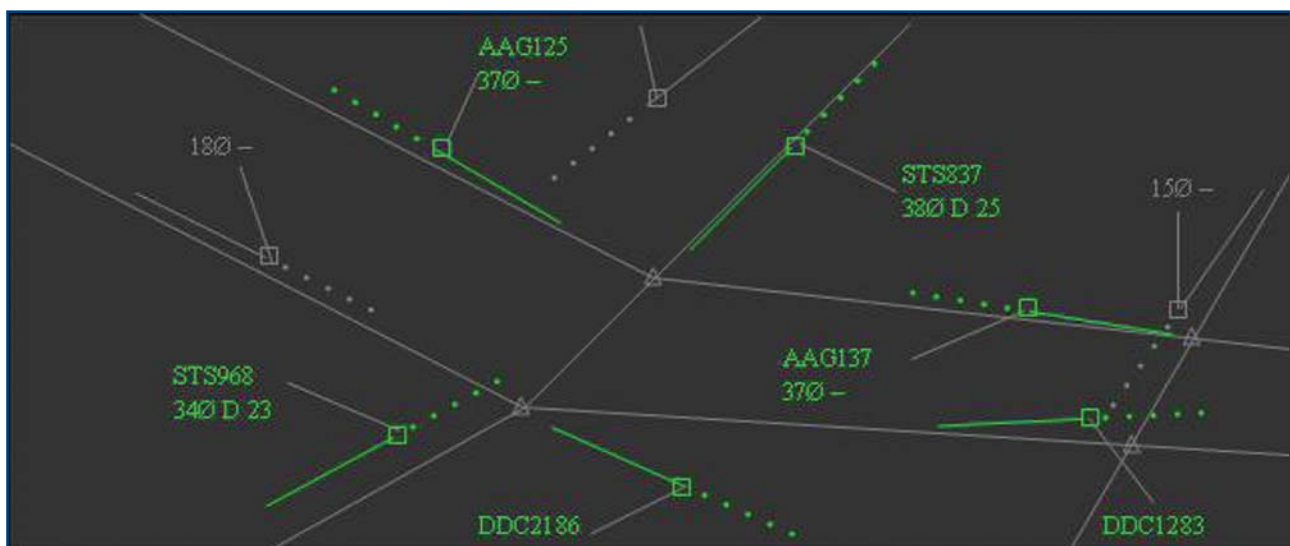 AAG125
37Ø –
18Ø –
STS837
38Ø D 25
15Ø –
AAG137
37Ø –
STS968
34Ø D 23
DDC2186
DDC1283